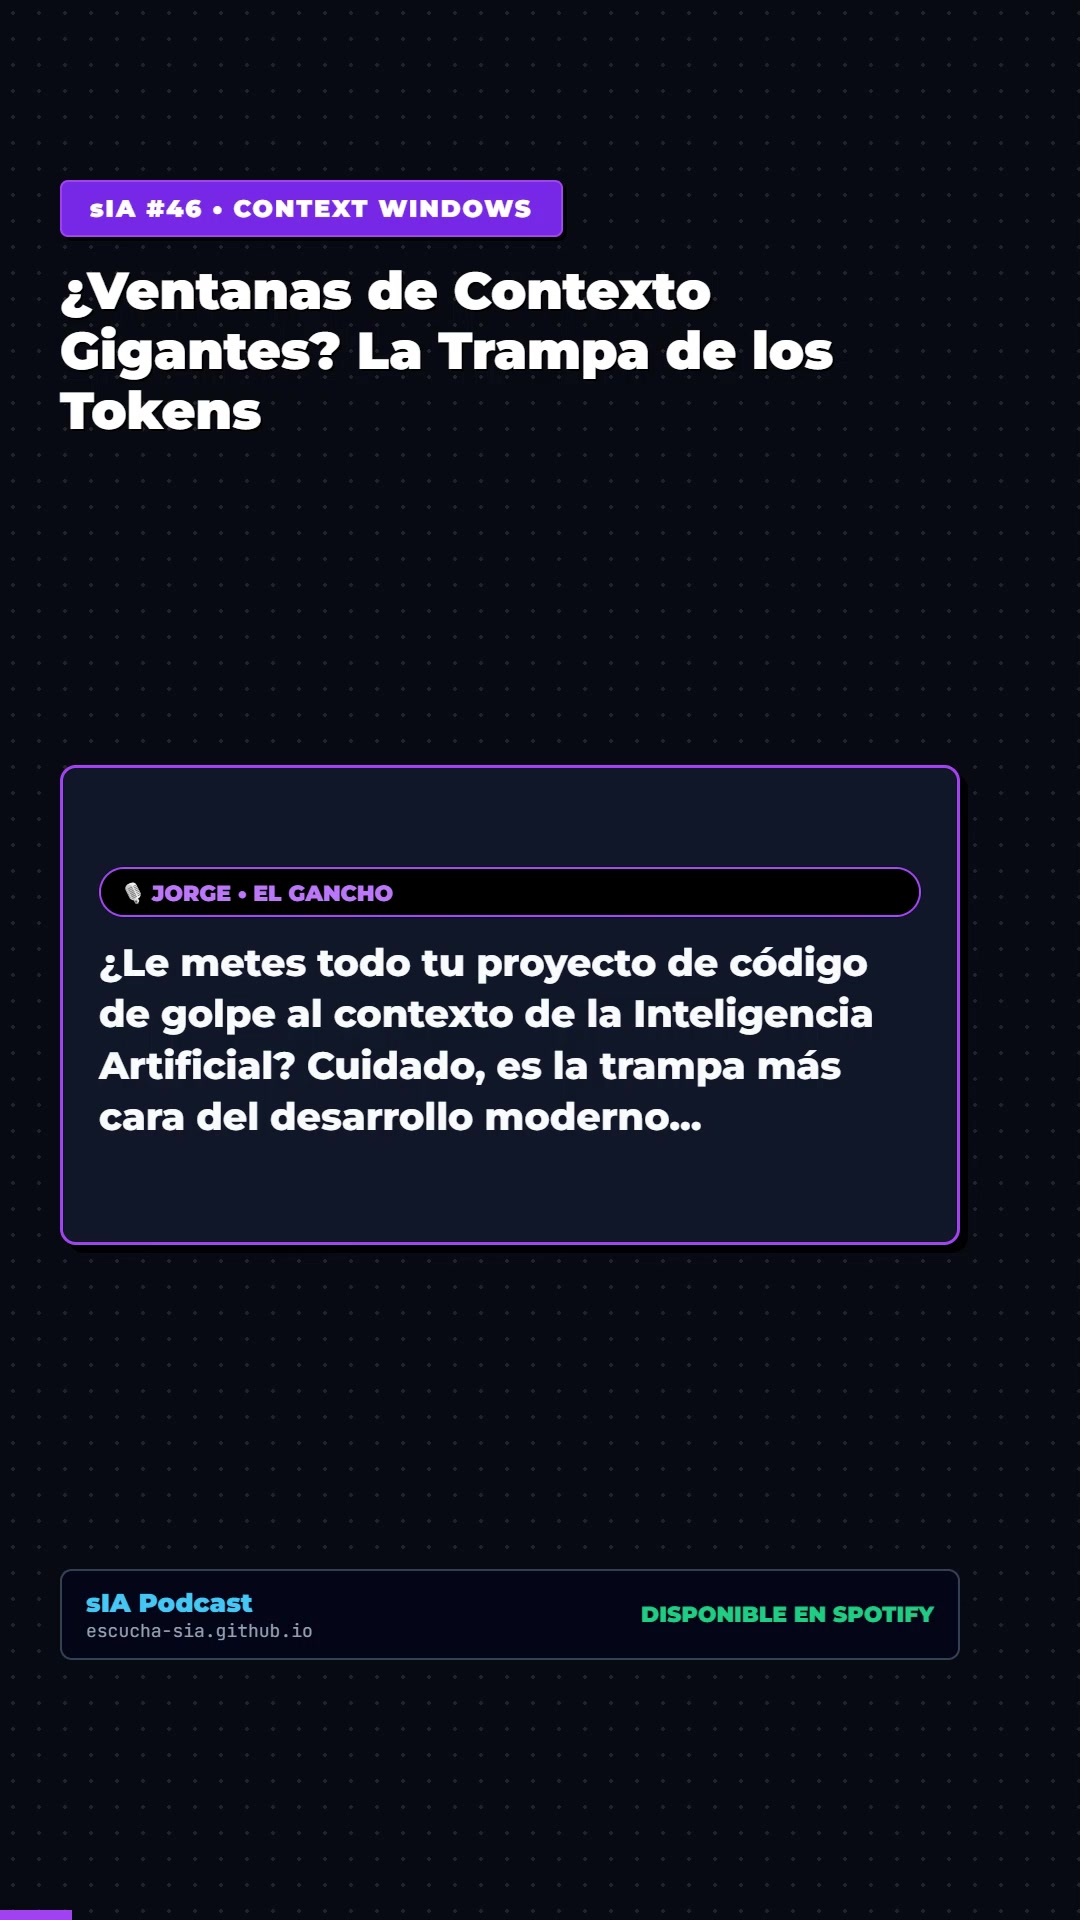 sIA #46 • CONTEXT WINDOWS
¿Ventanas de Contexto
Gigantes? La Trampa de los
Tokens
🎙️ JORGE • EL GANCHO
¿Le metes todo tu proyecto de código
de golpe al contexto de la Inteligencia
Artificial? Cuidado, es la trampa más
cara del desarrollo moderno...
sIA Podcast
escucha-sia.github.io
DISPONIBLE EN SPOTIFY